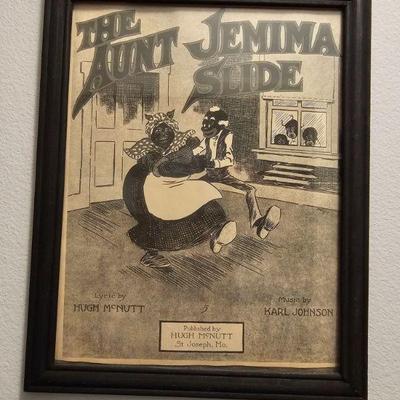 THE AUNT JEMIMA
SLIDE
Lyric by
HUGH McNUTT
5
Music by
KARL JOHNSON
Published by
HUGH McNUTT
St Joseph, Mo.